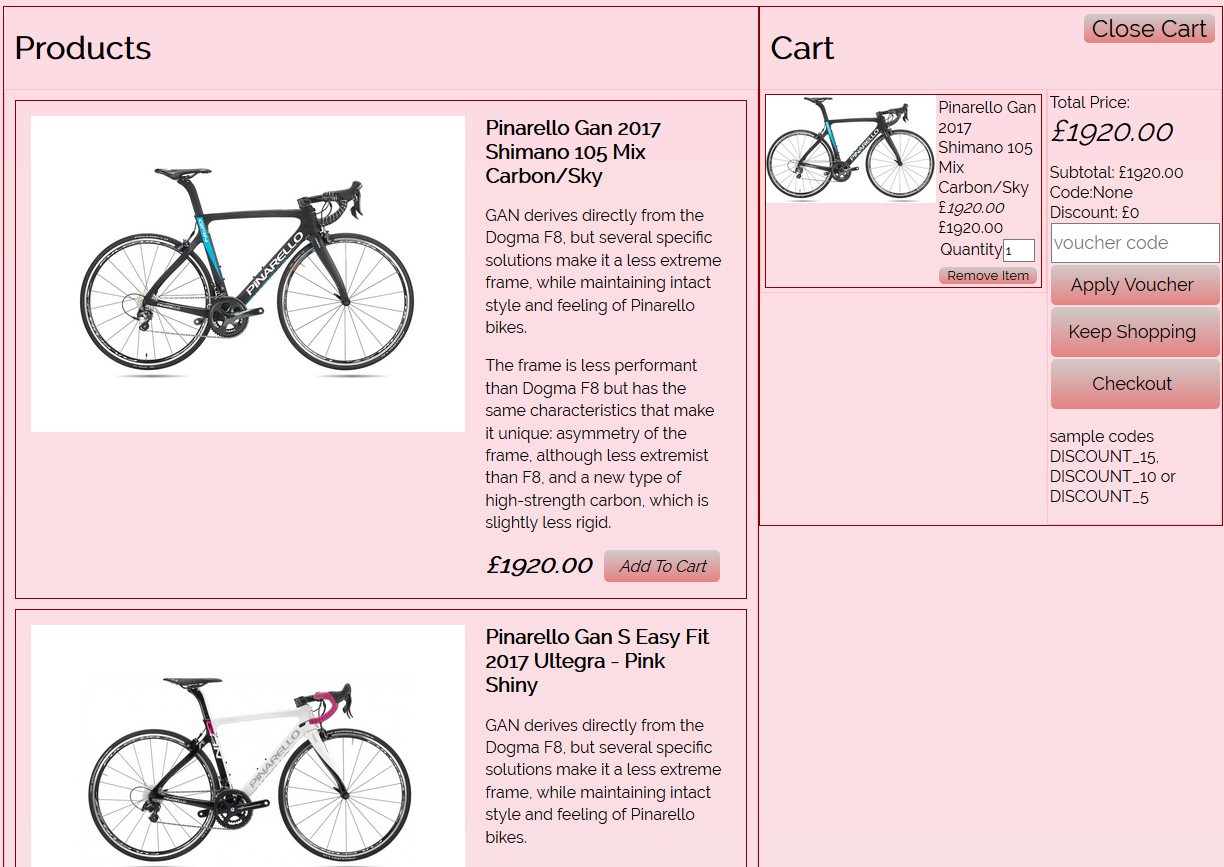 Products
PINARELLO
Pinarello Gan 2017
Shimano 105 Mix
Carbon/Sky
GAN derives directly from the
Dogma F8, but several specific
solutions make it a less extreme
frame, while maintaining intact
style and feeling of Pinarello
bikes.
The frame is less performant
than Dogma F8 but has the
same characteristics that make
it unique: asymmetry of the
frame, although less extremist
than F8, and a new type of
high-strength carbon, which is
slightly less rigid.
£1920.00
Add To Cart
PINARELLO
Pinarello Gan S Easy Fit
2017 Ultegra - Pink
Shiny
GAN derives directly from the
Dogma F8, but several specific
solutions make it a less extreme
frame, while maintaining intact
style and feeling of Pinarello
bikes.
Cart
Close Cart
PINARELLO
Pinarello Gan
2017
Shimano 105
Mix
Carbon/Sky
£1920.00
£1920.00
Quantity 1
Remove Item
Total Price:
£1920.00
Subtotal: £1920.00
Code:None
Discount: £0
voucher code
Apply Voucher
Keep Shopping
Checkout
sample codes
DISCOUNT_15,
DISCOUNT_10 or
DISCOUNT_5